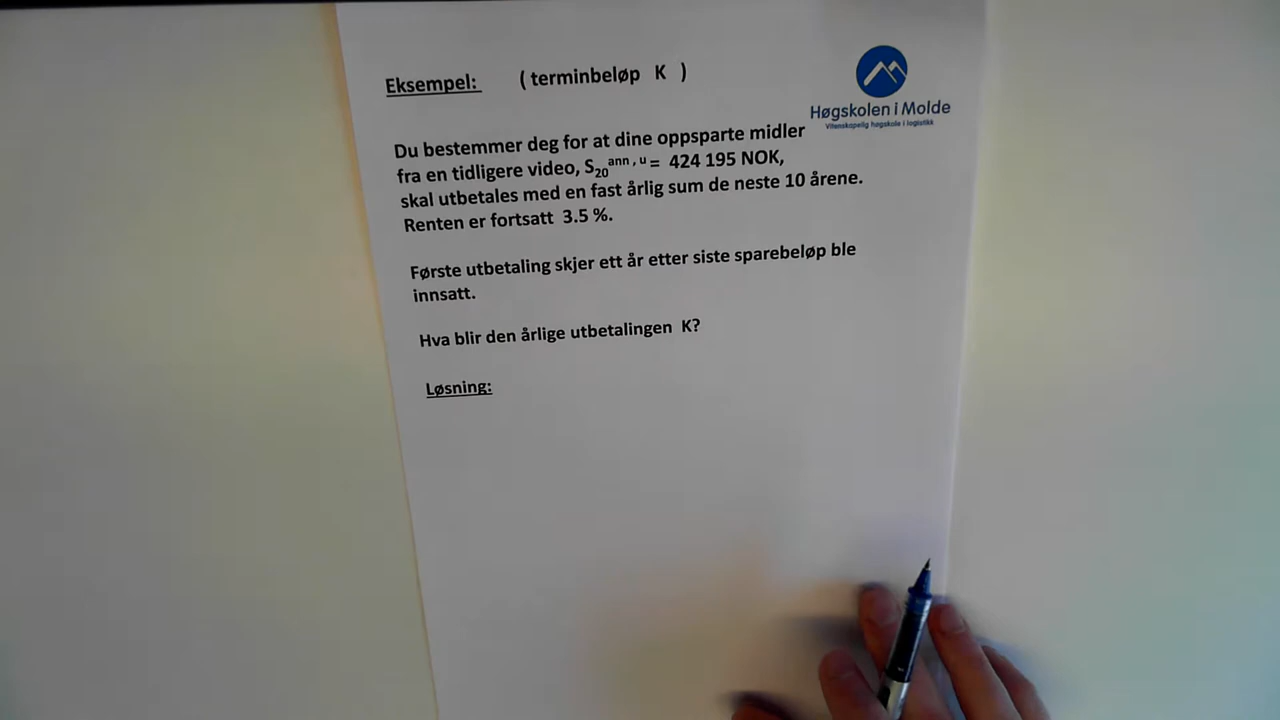 Eksempel: ( terminbeløp K )
Høgskolen i Molde
Vitenskapelig høgskole i logistikk
Du bestemmer deg for at dine oppsparte midler
fra en tidligere video, S20 ann , u = 424 195 NOK,
skal utbetales med en fast årlig sum de neste 10 årene.
Renten er fortsatt 3.5 %.
Første utbetaling skjer ett år etter siste sparebeløp ble
innsatt.
Hva blir den årlige utbetalingen K?
Løsning: